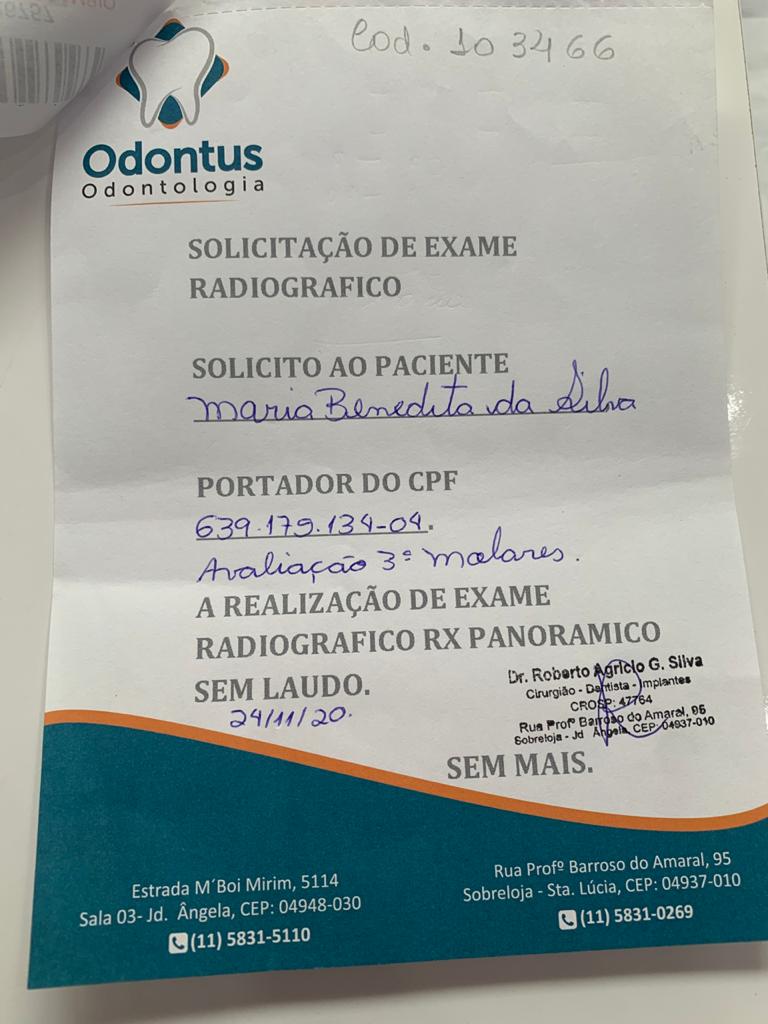 Cod. 103466
Odontus
Odontologia
SOLICITAÇÃO DE EXAME
RADIOGRAFICO
SOLICITO AO PACIENTE
Maria Benedita da Silva
PORTADOR DO CPF
639.179.134-04.
Avaliação 3º molares.
A REALIZAÇÃO DE EXAME
RADIOGRAFICO RX PANORAMICO
SEM LAUDO.
24/11/20.
Dr. Roberto Agricio G. Silva
Cirurgião - Dentista - Implantes
CROSP: 47764
Rua Profº Barroso do Amaral, 95
Sobreloja - Jd Ângela, CEP: 04937-010
SEM MAIS.
Estrada M´Boi Mirim, 5114
Sala 03- Jd. Ângela, CEP: 04948-030
(11) 5831-5110
Rua Profº Barroso do Amaral, 95
Sobreloja - Sta. Lúcia, CEP: 04937-010
(11) 5831-0269